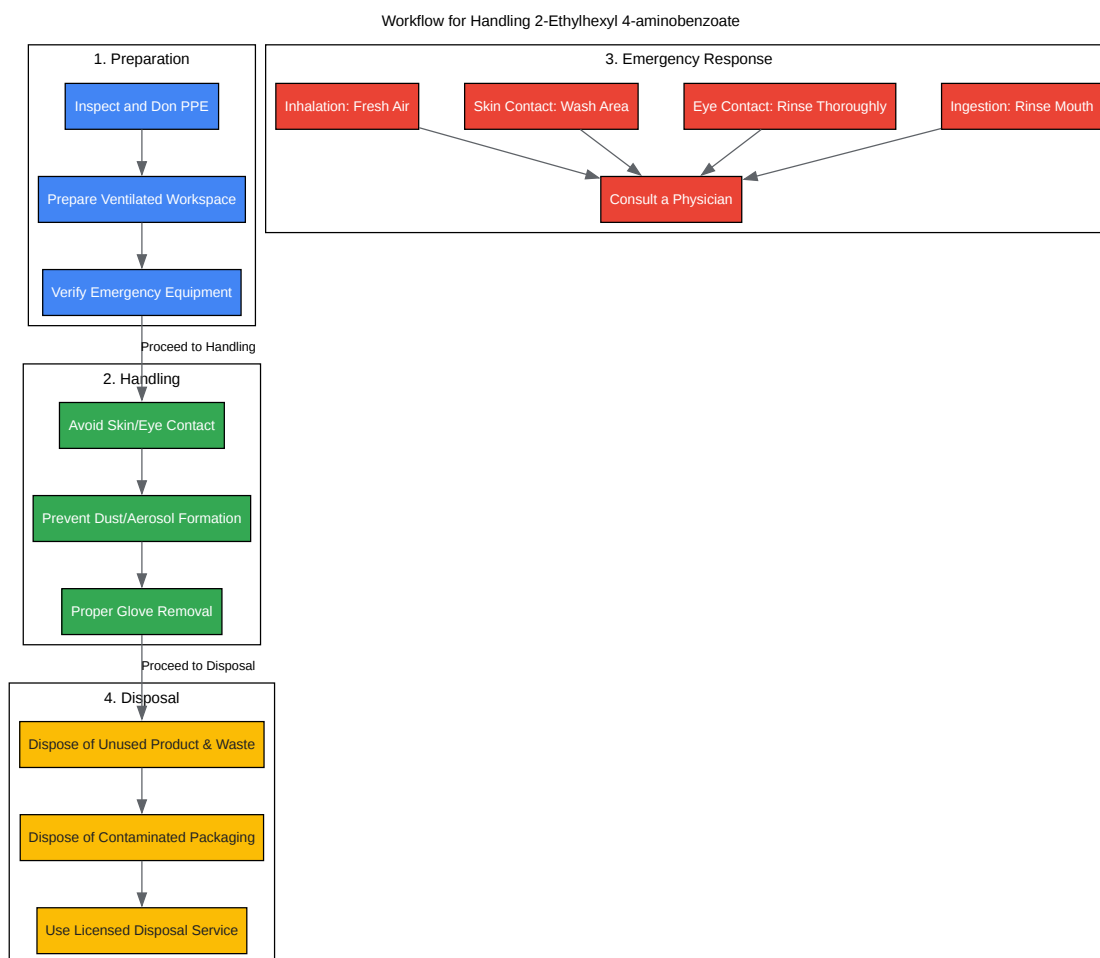 Workflow for Handling 2-Ethylhexyl 4-aminobenzoate
1. Preparation
Inspect and Don PPE
Prepare Ventilated Workspace
Verify Emergency Equipment
Proceed to Handling
2. Handling
Avoid Skin/Eye Contact
Prevent Dust/Aerosol Formation
Proper Glove Removal
Proceed to Disposal
4. Disposal
Dispose of Unused Product & Waste
Dispose of Contaminated Packaging
Use Licensed Disposal Service
3. Emergency Response
Inhalation: Fresh Air
Skin Contact: Wash Area
Eye Contact: Rinse Thoroughly
Ingestion: Rinse Mouth
Consult a Physician